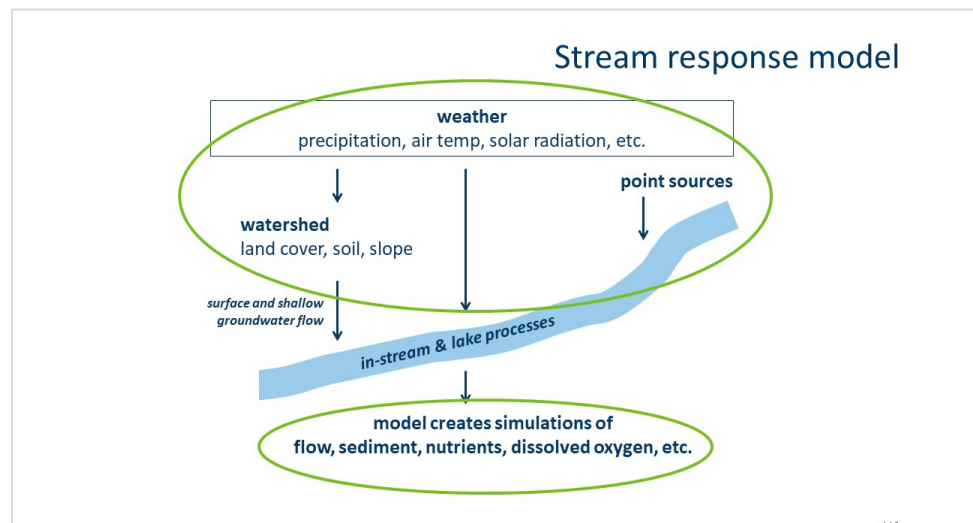 Stream response model
weather
precipitation, air temp, solar radiation, etc.
point sources
watershed
land cover, soil, slope
surface and shallow
groundwater flow
in-stream & lake processes
model creates simulations of
flow, sediment, nutrients, dissolved oxygen, etc.